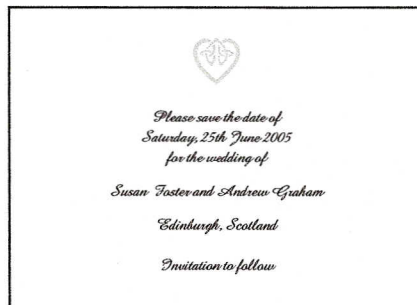 Please save the date of
Saturday, 25th June 2005
for the wedding of
Susan Foster and Andrew Graham
Edinburgh, Scotland
Invitation to follow